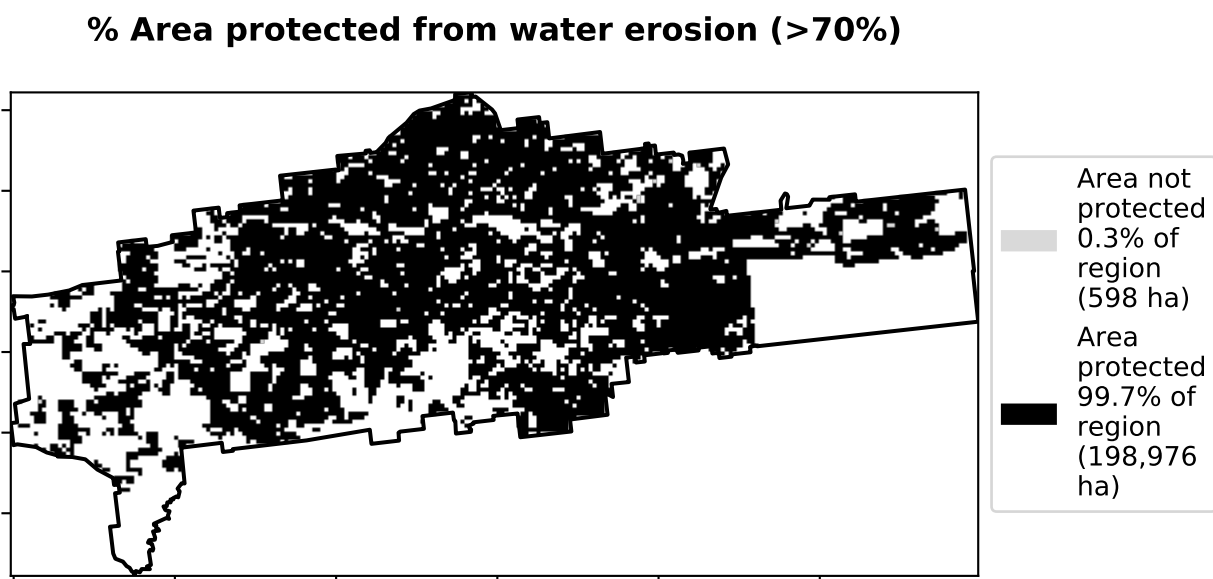 % Area protected from water erosion (>70%)
Area not
protected
0.3% of
region
(598 ha)
Area
protected
99.7% of
region
(198,976
ha)